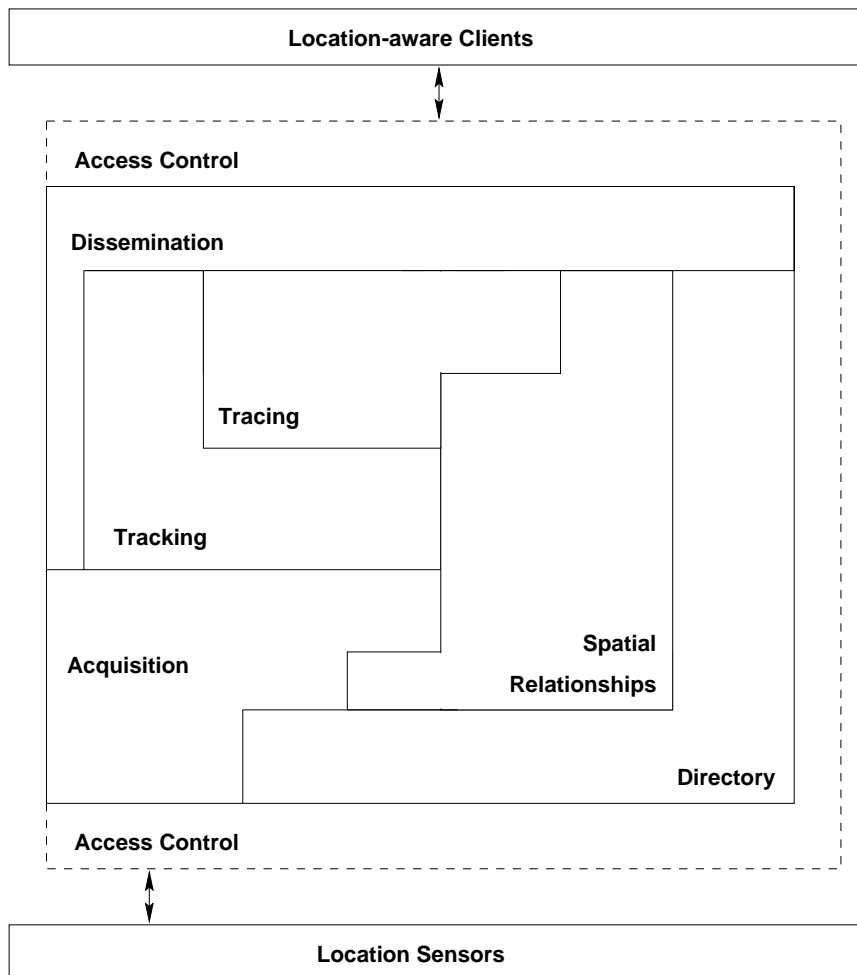 Location-aware Clients
Access Control
Dissemination
Tracing
Tracking
Spatial
Relationships
Acquisition
Directory
Access Control
Location Sensors